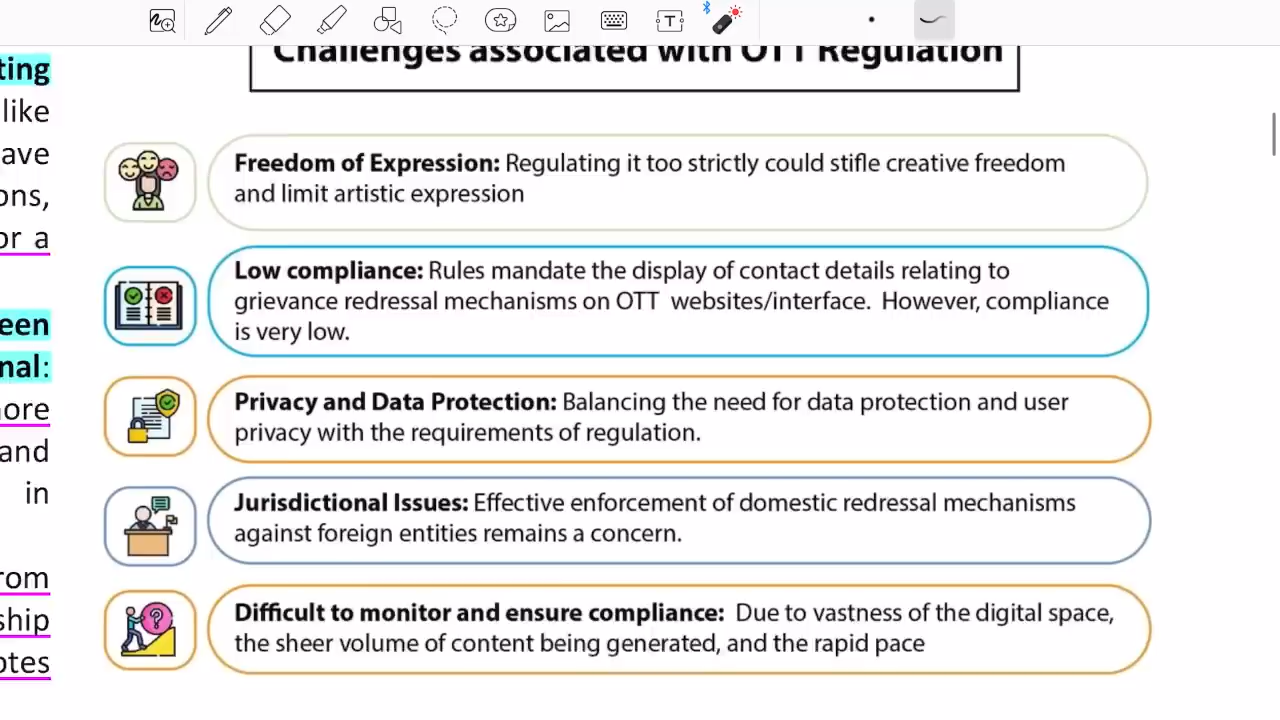 Challenges associated with OTT Regulation
ting
like
ave
ons,
or a
een
nal:
ore
and
in
rom
ship
otes
Freedom of Expression: Regulating it too strictly could stifle creative freedom
and limit artistic expression
Low compliance: Rules mandate the display of contact details relating to
grievance redressal mechanisms on OTT websites/interface. However, compliance
is very low.
Privacy and Data Protection: Balancing the need for data protection and user
privacy with the requirements of regulation.
Jurisdictional Issues: Effective enforcement of domestic redressal mechanisms
against foreign entities remains a concern.
Difficult to monitor and ensure compliance: Due to vastness of the digital space,
the sheer volume of content being generated, and the rapid pace